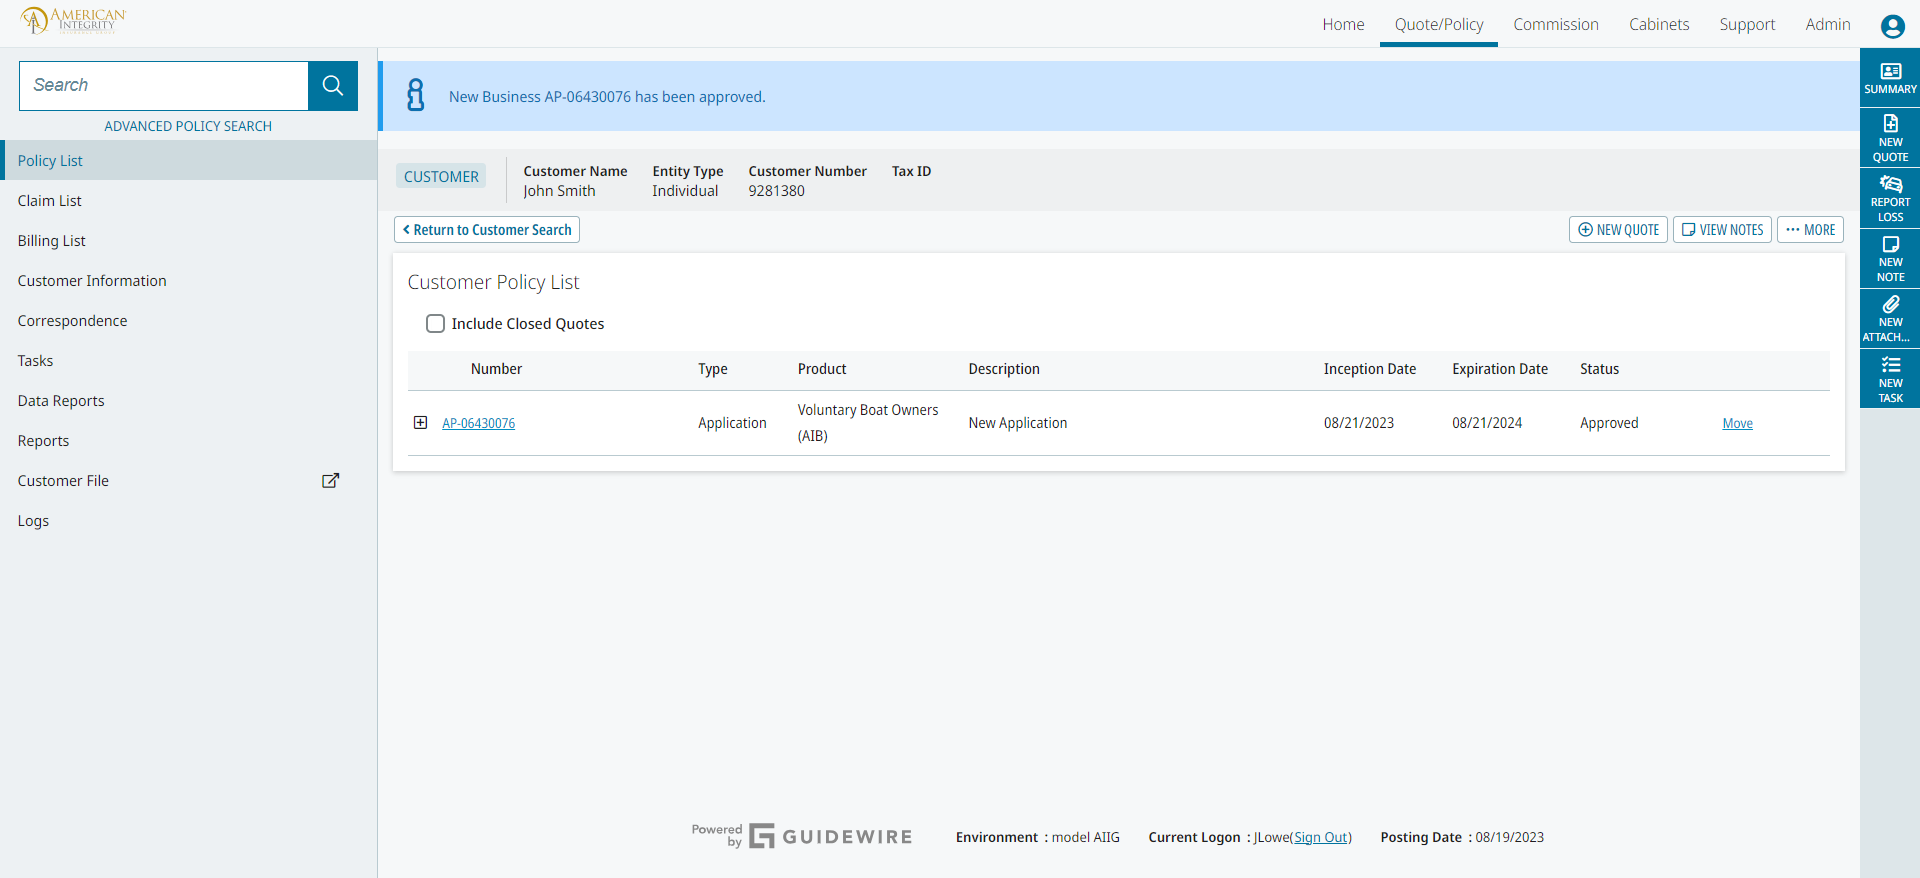 AMERICAN
INTEGRITY
Home Quote/Policy Commission Cabinets Support Admin
Search
ADVANCED POLICY SEARCH
Policy List
Claim List
Billing List
Customer Information
Correspondence
Tasks
Data Reports
Reports
Customer File
Logs
New Business AP-06430076 has been approved.
CUSTOMER
Customer Name Entity Type Customer Number Tax ID
John Smith Individual 9281380
Return to Customer Search
NEW QUOTE VIEW NOTES MORE
Customer Policy List
Include Closed Quotes
Number Type Product Description Inception Date Expiration Date Status
AP-06430076 Application Voluntary Boat Owners (AIB) New Application 08/21/2023 08/21/2024 Approved Move
SUMMARY
NEW
QUOTE
REPORT
LOSS
NEW
NOTE
NEW
ATTACH...
NEW
TASK
Powered
by GUIDEWIRE
Environment : model AIIG Current Logon : JLowe(Sign Out) Posting Date : 08/19/2023